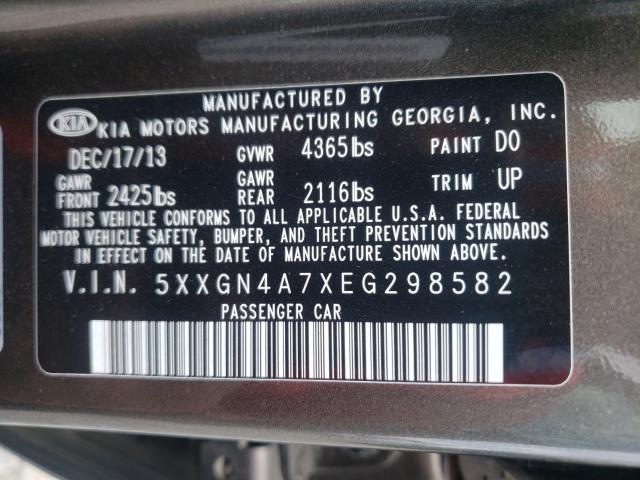 MANUFACTURED BY
KIA KIA MOTORS MANUFACTURING GEORGIA, INC.
DEC/17/13 GVWR 4365lbs PAINT DO
GAWR FRONT 2425lbs GAWR REAR 2116lbs TRIM UP
THIS VEHICLE CONFORMS TO ALL APPLICABLE U.S.A. FEDERAL
MOTOR VEHICLE SAFETY, BUMPER, AND THEFT PREVENTION STANDARDS
IN EFFECT ON THE DATE OF MANUFACTURE SHOWN ABOVE.
V.I.N. 5XXGN4A7XEG298582
PASSENGER CAR